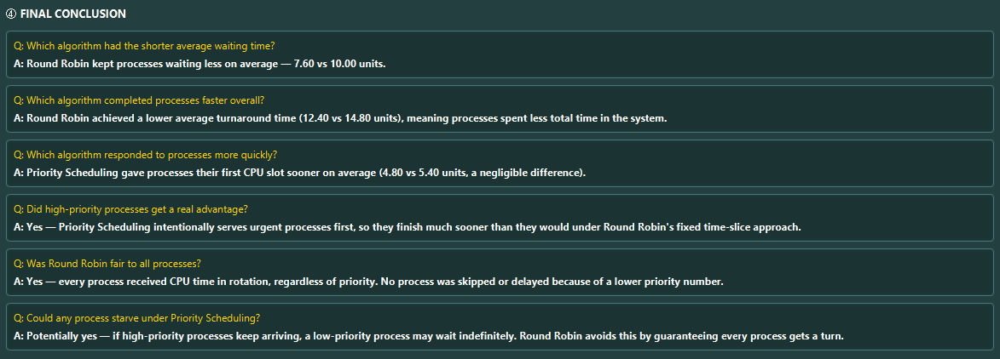 ④ FINAL CONCLUSION
Q: Which algorithm had the shorter average waiting time?
A: Round Robin kept processes waiting less on average — 7.60 vs 10.00 units.
Q: Which algorithm completed processes faster overall?
A: Round Robin achieved a lower average turnaround time (12.40 vs 14.80 units), meaning processes spent less total time in the system.
Q: Which algorithm responded to processes more quickly?
A: Priority Scheduling gave processes their first CPU slot sooner on average (4.80 vs 5.40 units, a negligible difference).
Q: Did high-priority processes get a real advantage?
A: Yes — Priority Scheduling intentionally serves urgent processes first, so they finish much sooner than they would under Round Robin's fixed time-slice approach.
Q: Was Round Robin fair to all processes?
A: Yes — every process received CPU time in rotation, regardless of priority. No process was skipped or delayed because of a lower priority number.
Q: Could any process starve under Priority Scheduling?
A: Potentially yes — if high-priority processes keep arriving, a low-priority process may wait indefinitely. Round Robin avoids this by guaranteeing every process gets a turn.